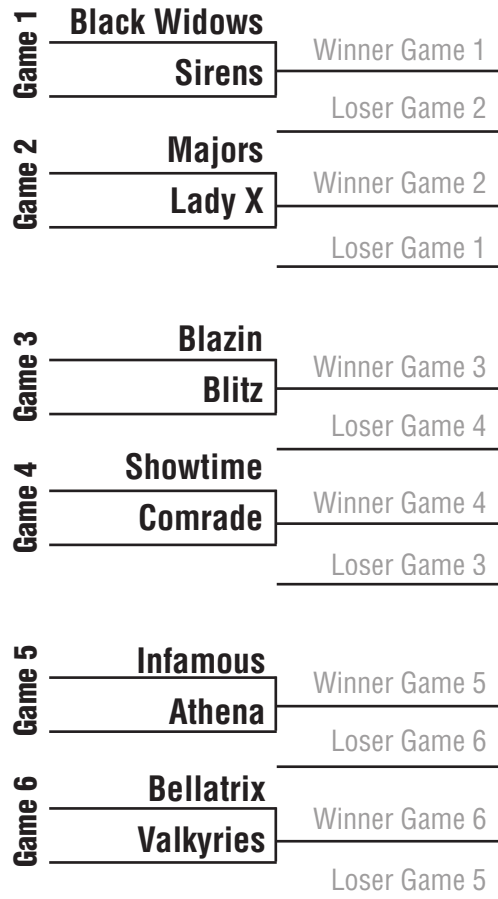 Game 1
Black Widows
Sirens
Winner Game 1
Loser Game 2
Game 2
Majors
Lady X
Winner Game 2
Loser Game 1
Game 3
Blazin
Blitz
Winner Game 3
Loser Game 4
Game 4
Showtime
Comrade
Winner Game 4
Loser Game 3
Game 5
Infamous
Athena
Winner Game 5
Loser Game 6
Game 6
Bellatrix
Valkyries
Winner Game 6
Loser Game 5